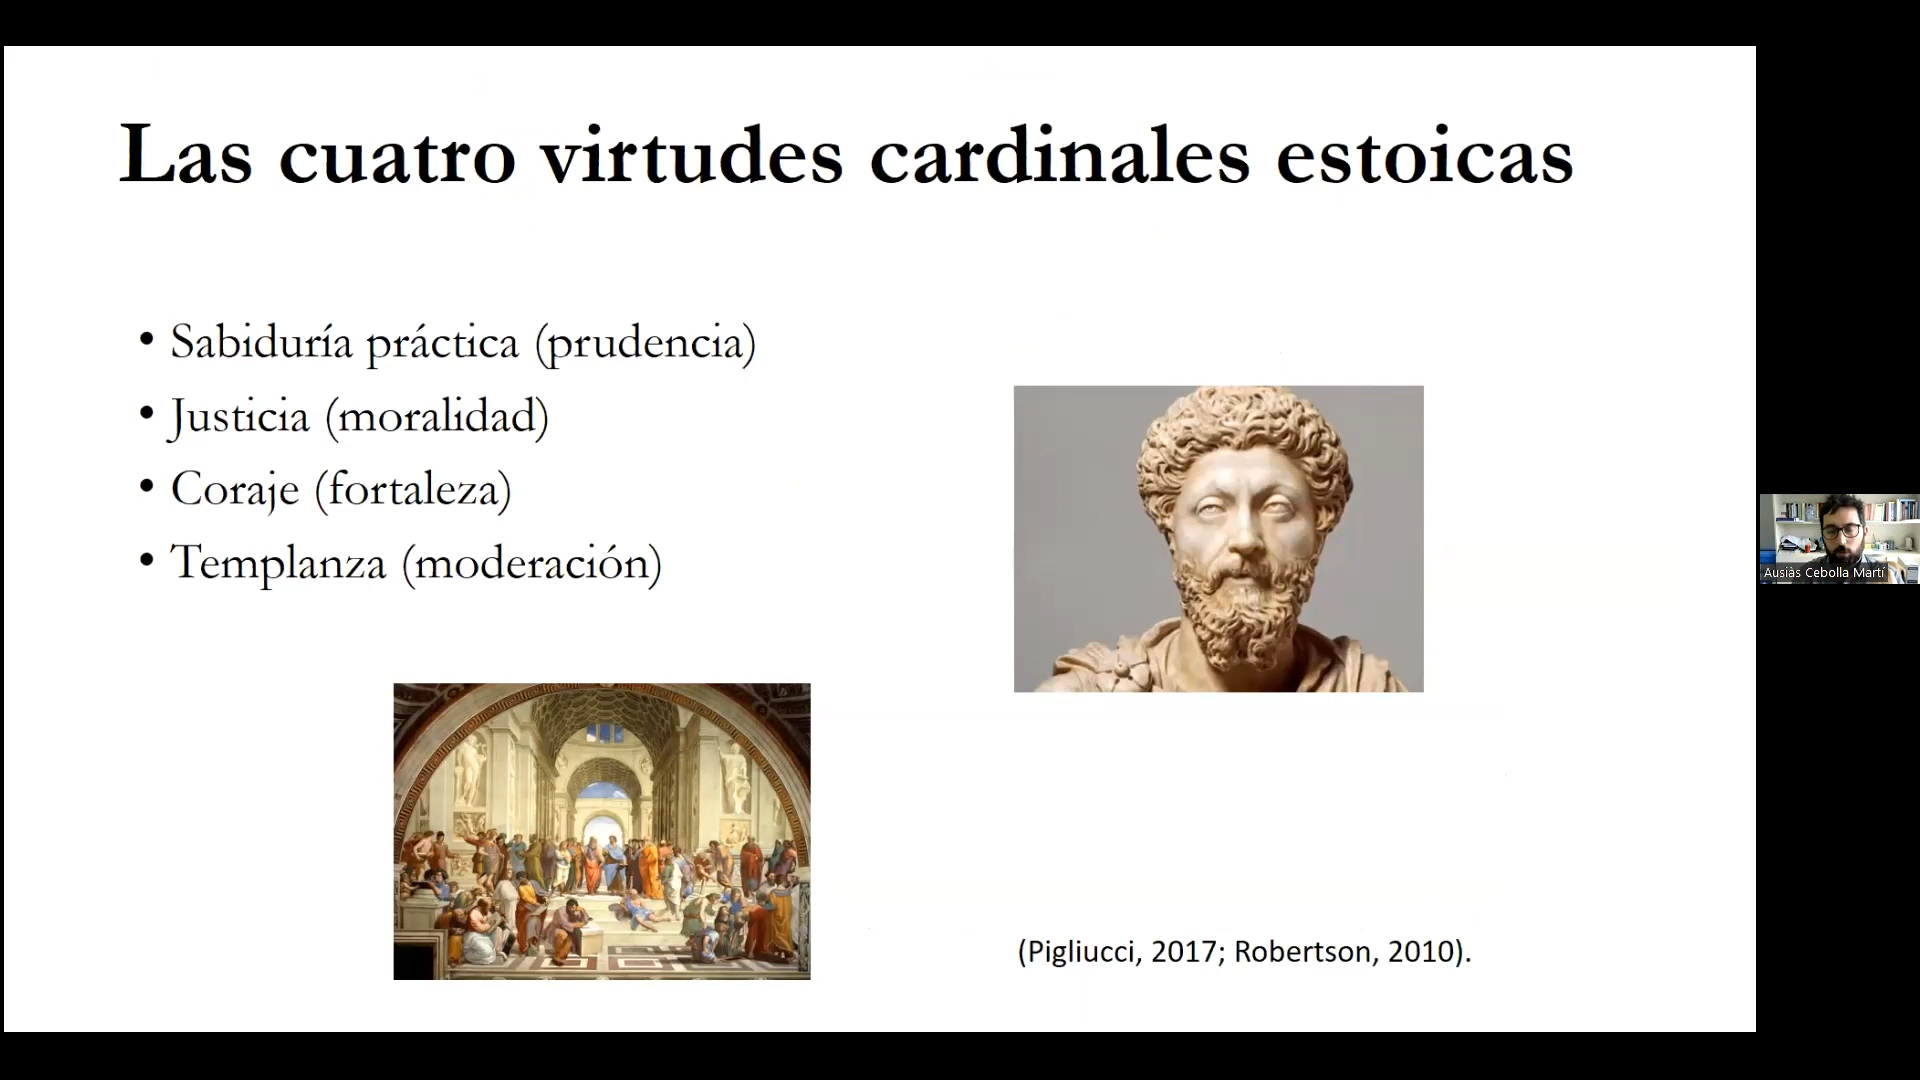 Las cuatro virtudes cardinales estoicas
• Sabiduría práctica (prudencia)
• Justicia (moralidad)
• Coraje (fortaleza)
• Templanza (moderación)
(Pigliucci, 2017; Robertson, 2010).
Ausiàs Cebolla Martí